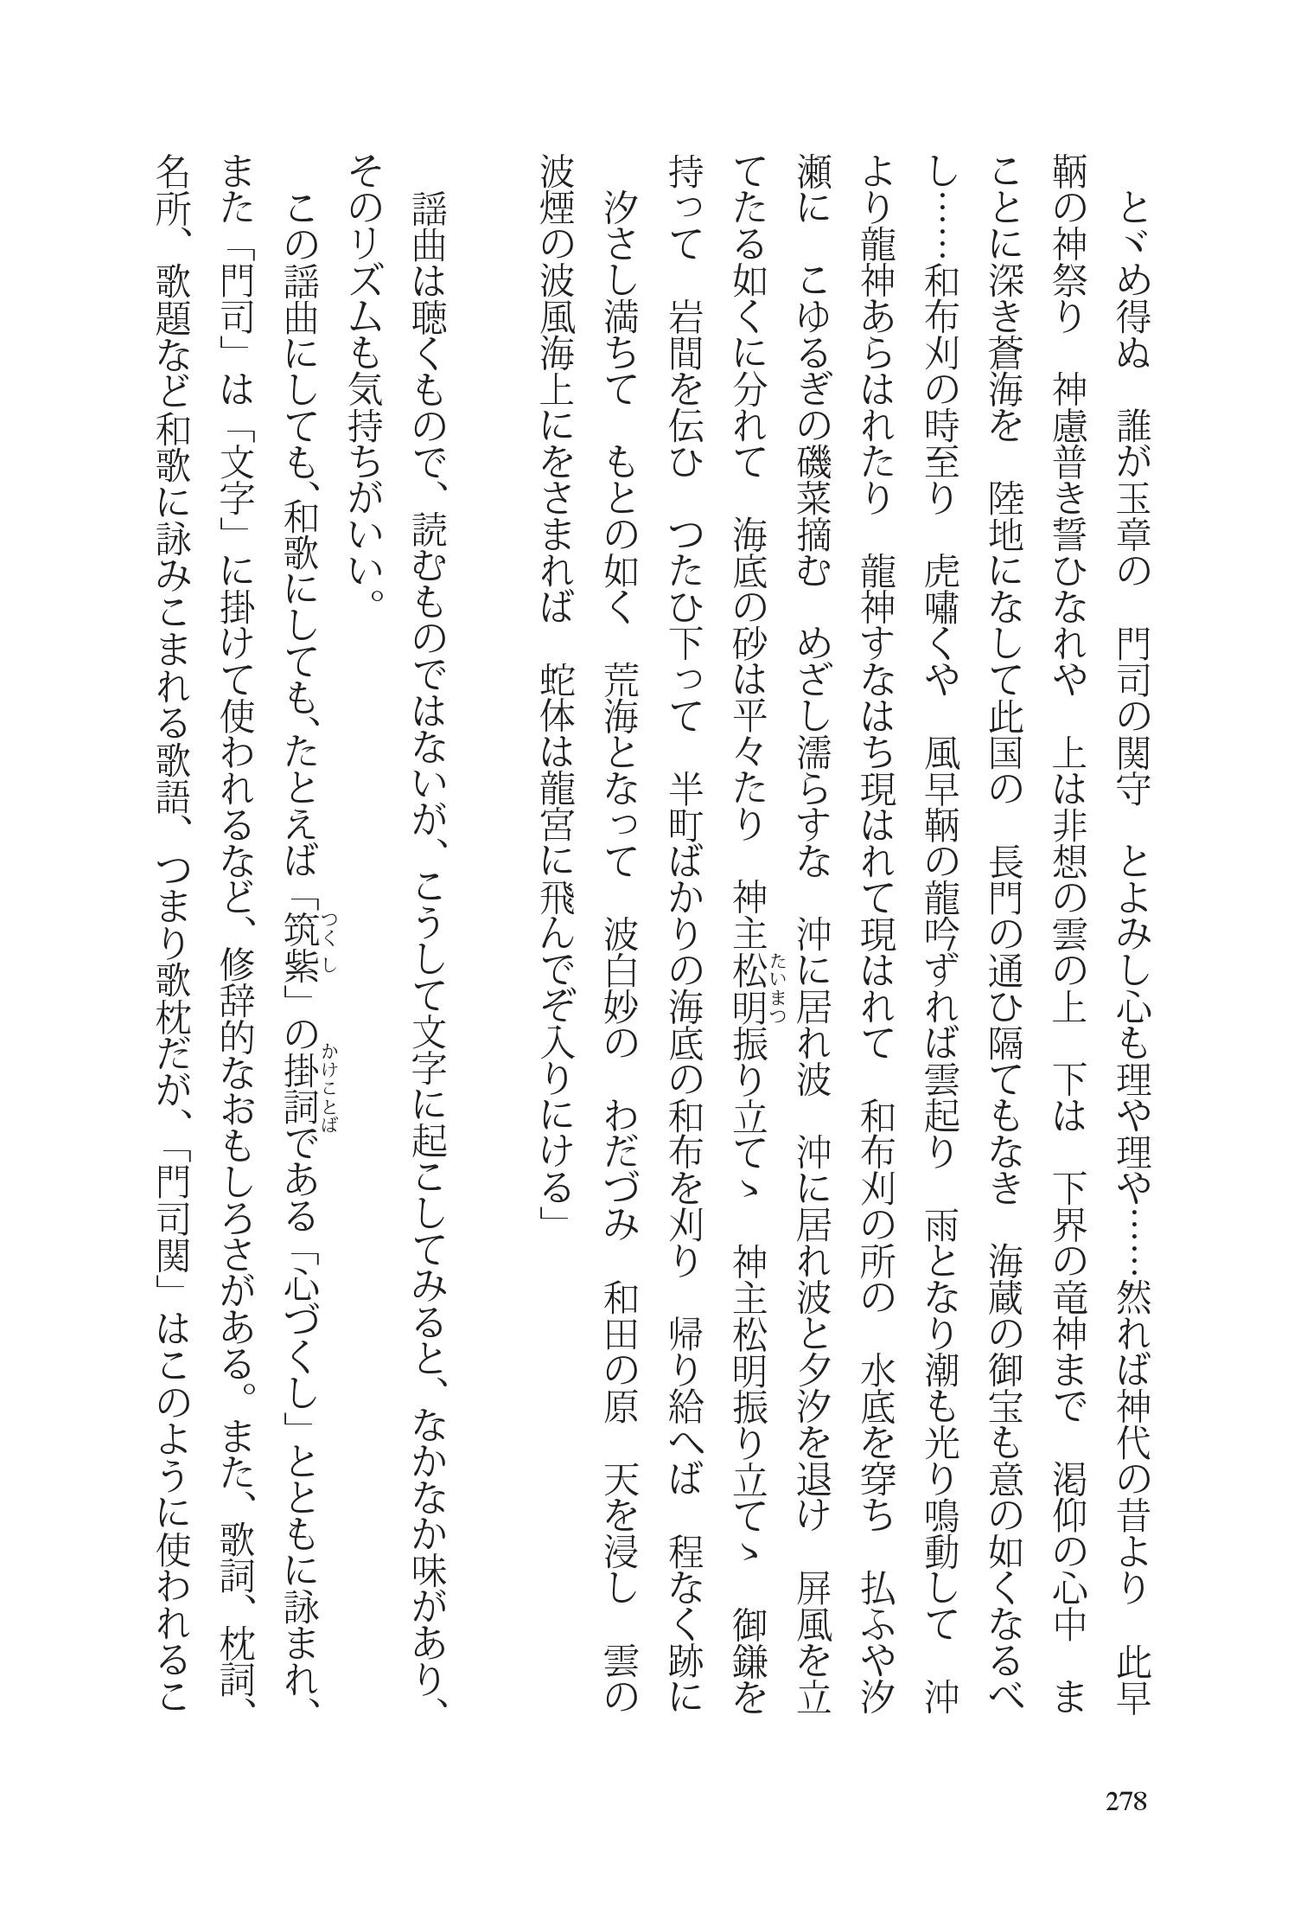 とヾめ得ぬ　誰が玉章の　門司の関守　とよみし心も理や理や……然れば神代の昔より　此早
鞆の神祭り　神慮普き誓ひなれや　上は非想の雲の上　下は　下界の竜神まで　渇仰の心中　ま
ことに深き蒼海を　陸地になして此国の　長門の通ひ隔てもなき　海蔵の御宝も意の如くなるべ
し……和布刈の時至り　虎嘯くや　風早鞆の龍吟ずれば雲起り　雨となり潮も光り鳴動して　沖
より龍神あらはれたり　龍神すなはち現はれて現はれて　和布刈の所の　水底を穿ち　払ふや汐
瀬に　こゆるぎの磯菜摘む　めざし濡らすな　沖に居れ波　沖に居れ波と夕汐を退け　屏風を立
てたる如くに分れて　海底の砂は平々たり　神主松明（たいまつ）振り立てゝ　神主松明振り立てゝ　御鎌を
持って　岩間を伝ひ　つたひ下って　半町ばかりの海底の和布を刈り　帰り給へば　程なく跡に
汐さし満ちて　もとの如く　荒海となって　波白妙の　わだづみ　和田の原　天を浸し　雲の
波煙の波風海上にをさまれば　蛇体は龍宮に飛んでぞ入りにける」
謡曲は聴くもので、読むものではないが、こうして文字に起こしてみると、なかなか味があり、
そのリズムも気持ちがいい。
この謡曲にしても、和歌にしても、たとえば「筑紫（つくし）」の掛詞（かけことば）である「心づくし」とともに詠まれ、
また「門司」は「文字」に掛けて使われるなど、修辞的なおもしろさがある。また、歌詞、枕詞、
名所、歌題など和歌に詠みこまれる歌語、つまり歌枕だが、「門司関」はこのように使われるこ
278